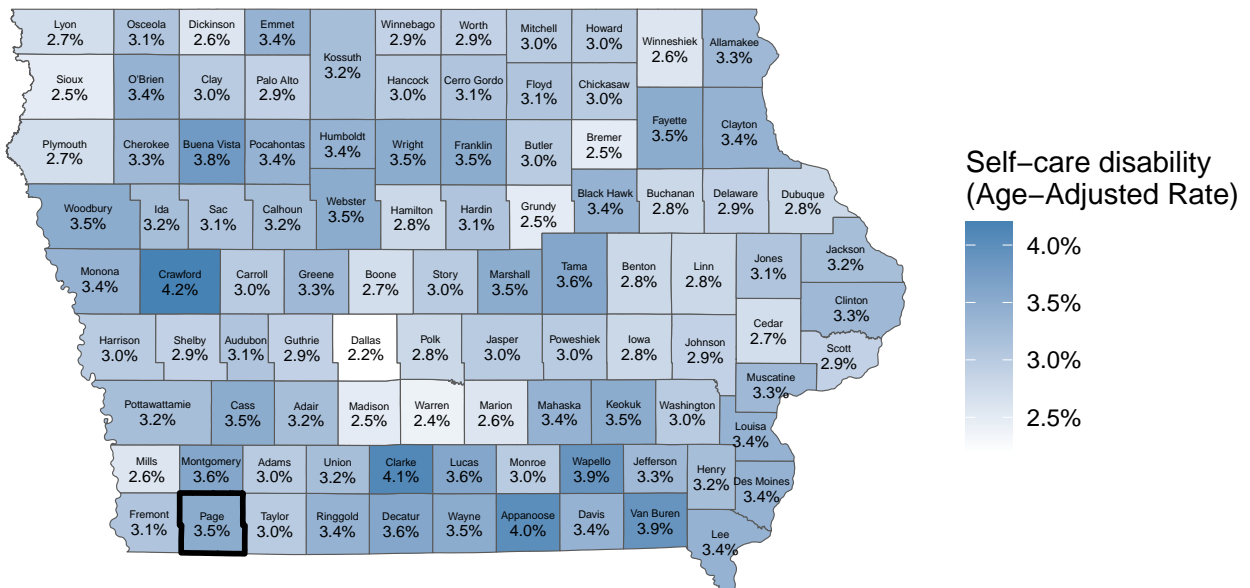 Lyon
2.7%
Osceola
3.1%
Dickinson
2.6%
Emmet
3.4%
Kossuth
3.2%
Winnebago
2.9%
Worth
2.9%
Mitchell
3.0%
Howard
3.0%
Winneshiek
2.6%
Allamakee
3.3%
Sioux
2.5%
O'Brien
3.4%
Clay
3.0%
Palo Alto
2.9%
Hancock
3.0%
Cerro Gordo
3.1%
Floyd
3.1%
Chickasaw
3.0%
Plymouth
2.7%
Cherokee
3.3%
Buena Vista
3.8%
Pocahontas
3.4%
Humboldt
3.4%
Wright
3.5%
Franklin
3.5%
Butler
3.0%
Bremer
2.5%
Fayette
3.5%
Clayton
3.4%
Woodbury
3.5%
Ida
3.2%
Sac
3.1%
Calhoun
3.2%
Webster
3.5%
Hamilton
2.8%
Hardin
3.1%
Grundy
2.5%
Black Hawk
3.4%
Buchanan
2.8%
Delaware
2.9%
Dubuque
2.8%
Monona
3.4%
Crawford
4.2%
Carroll
3.0%
Greene
3.3%
Boone
2.7%
Story
3.0%
Marshall
3.5%
Tama
3.6%
Benton
2.8%
Linn
2.8%
Jones
3.1%
Jackson
3.2%
Clinton
3.3%
Harrison
3.0%
Shelby
2.9%
Audubon
3.1%
Guthrie
2.9%
Dallas
2.2%
Polk
2.8%
Jasper
3.0%
Poweshiek
3.0%
Iowa
2.8%
Johnson
2.9%
Cedar
2.7%
Scott
2.9%
Muscatine
3.3%
Pottawattamie
3.2%
Cass
3.5%
Adair
3.2%
Madison
2.5%
Warren
2.4%
Marion
2.6%
Mahaska
3.4%
Keokuk
3.5%
Washington
3.0%
Louisa
3.4%
Mills
2.6%
Montgomery
3.6%
Adams
3.0%
Union
3.2%
Clarke
4.1%
Lucas
3.6%
Monroe
3.0%
Wapello
3.9%
Jefferson
3.3%
Henry
3.2%
Des Moines
3.4%
Fremont
3.1%
Page
3.5%
Taylor
3.0%
Ringgold
3.4%
Decatur
3.6%
Wayne
3.5%
Appanoose
4.0%
Davis
3.4%
Van Buren
3.9%
Lee
3.4%
Self−care disability
(Age−Adjusted Rate)
4.0%
3.5%
3.0%
2.5%